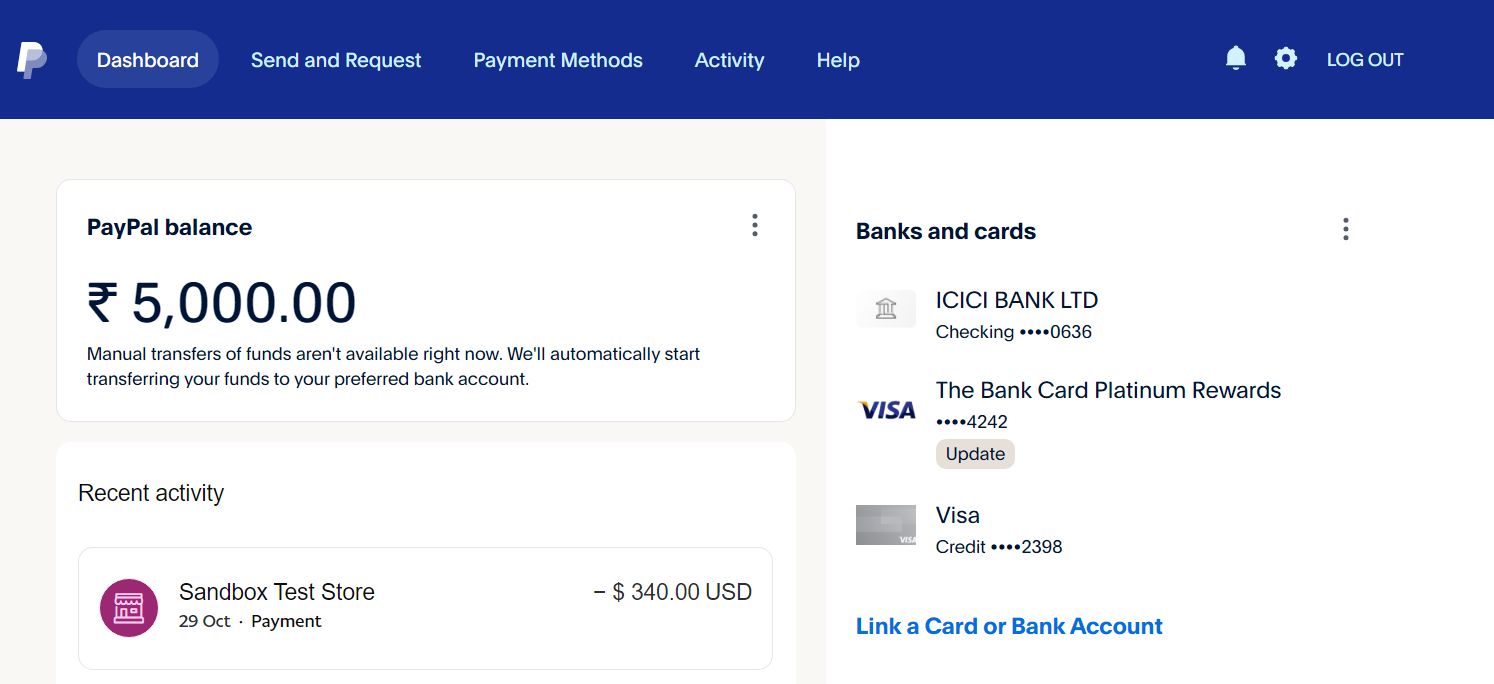 Dashboard
Send and Request
Payment Methods
Activity
Help
LOG OUT
PayPal balance
₹ 5,000.00
Manual transfers of funds aren't available right now. We'll automatically start
transferring your funds to your preferred bank account.
Recent activity
Sandbox Test Store
− $ 340.00 USD
29 Oct · Payment
Banks and cards
ICICI BANK LTD
Checking ••••0636
VISA
The Bank Card Platinum Rewards
••••4242
Update
VISA
Visa
Credit ••••2398
Link a Card or Bank Account